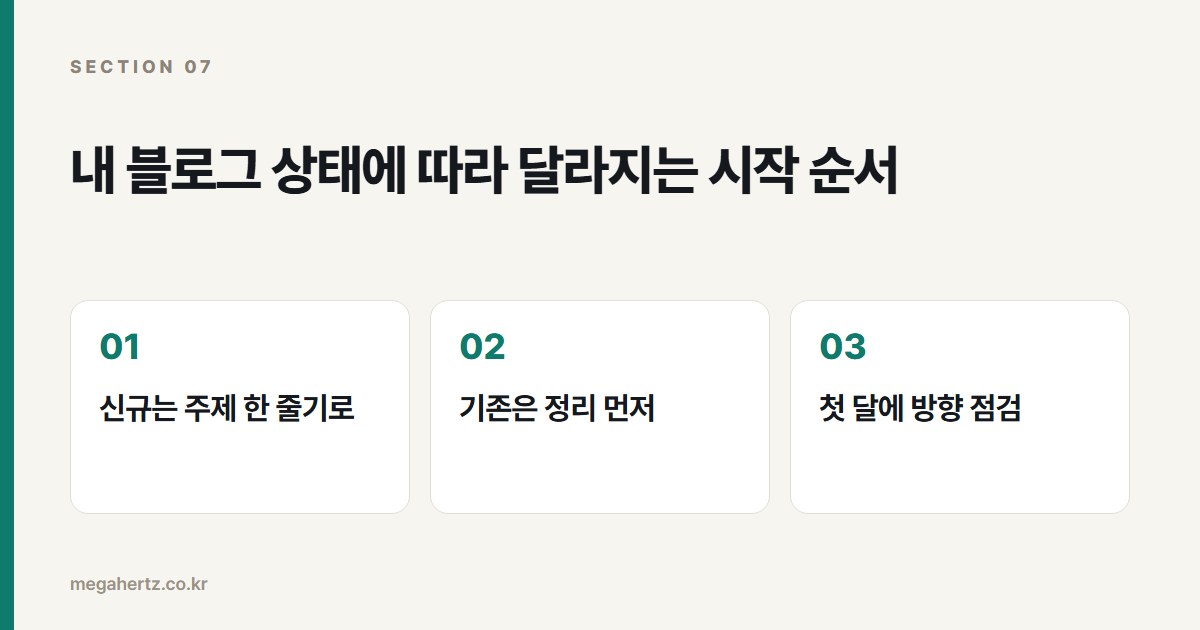 SECTION 07
내 블로그 상태에 따라 달라지는 시작 순서
01
신규는 주제 한 줄기로
02
기존은 정리 먼저
03
첫 달에 방향 점검
megahertz.co.kr